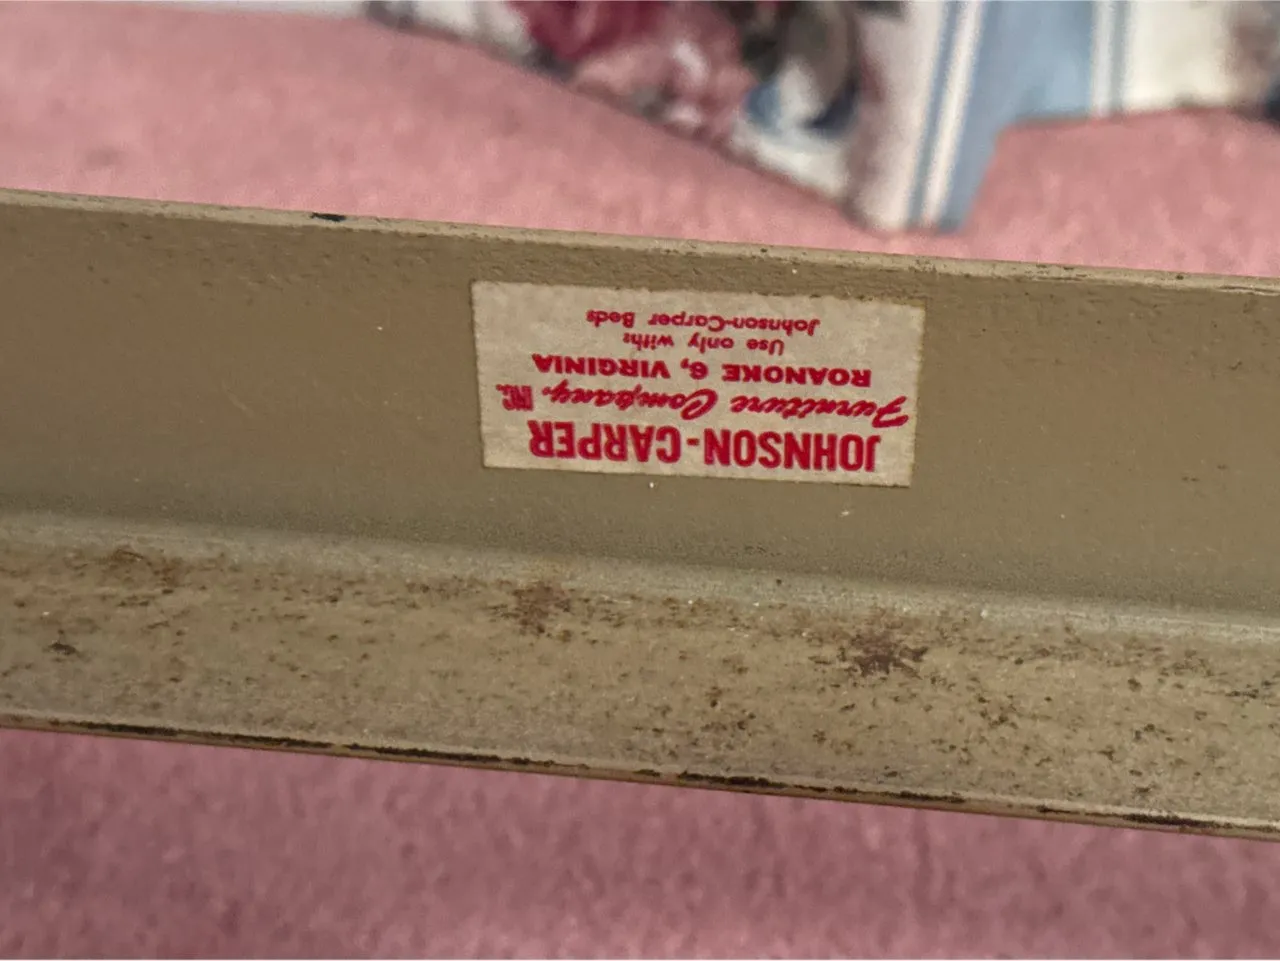 JOHNSON-CARPER
Furniture Company, INC.
ROANOKE 6, VIRGINIA
Use only with:
Johnson-Carper Beds